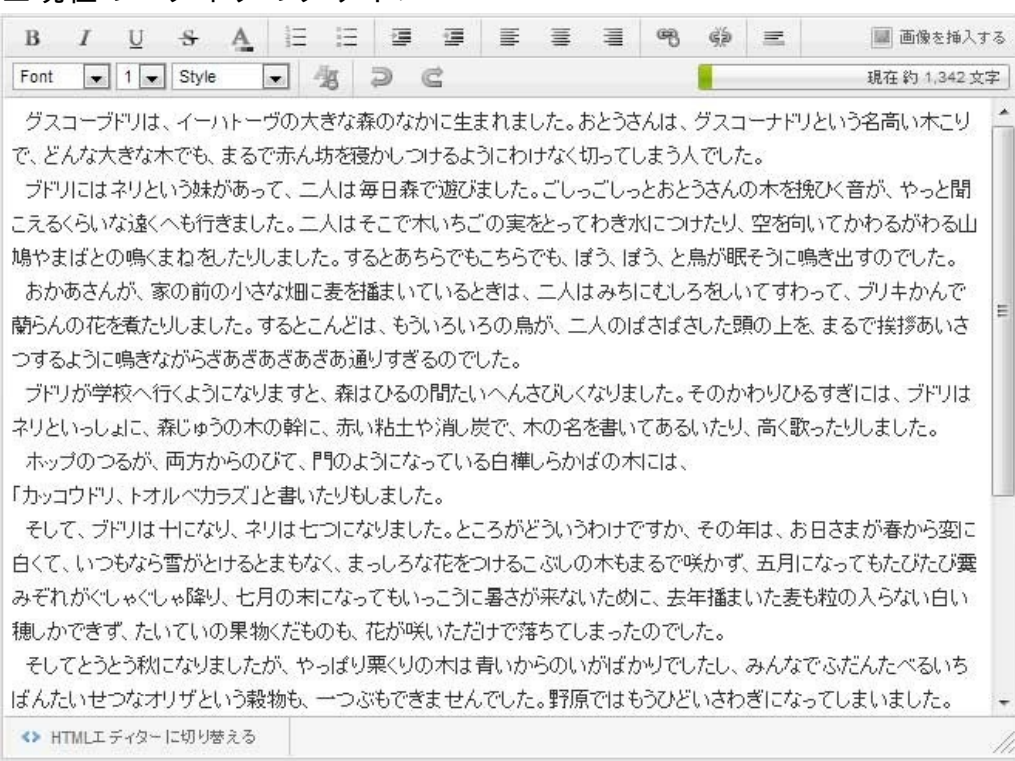 B I U S A 画像を挿入する
Font 1 Style 現在 約 1,342 文字
グスコーブドリは、イーハトーヴの大きな森のなかに生まれました。おとうさんは、グスコーナドリという名高い木こり
で、どんな大きな木でも、まるで赤ん坊を寝かしつけるようにわけなく切ってしまう人でした。
ブドリにはネリという妹があって、二人は毎日森で遊びました。ごしっごしっとおとうさんの木を挽ひく音が、やっと聞
こえるくらいな遠くへも行きました。二人はそこで木いちごの実をとってわき水につけたり、空を向いてかわるがわる山
鳩やまばとの鳴くまねをしたりしました。するとあちらでもこちらでも、ぽう、ぽう、と鳥が眠そうに鳴き出すのでした。
おかあさんが、家の前の小さな畑に麦を播まいているときは、二人はみちにむしろをしいてすわって、ブリキかんで
蘭らんの花を煮たりしました。するとこんどは、もういろいろの鳥が、二人のぱさぱさした頭の上を、まるで挨拶あいさ
つするように鳴きながらざあざあざあざあ通りすぎるのでした。
ブドリが学校へ行くようになりますと、森はひるの間たいへんさびしくなりました。そのかわりひるすぎには、ブドリは
ネリといっしょに、森じゅうの木の幹に、赤い粘土や消し炭で、木の名を書いてあるいたり、高く歌ったりしました。
ホップのつるが、両方からのびて、門のようになっている白樺しらかばの木には、
「カッコウドリ、トオルベカラズ」と書いたりもしました。
そして、ブドリは十になり、ネリは七つになりました。ところがどういうわけですか、その年は、お日さまが春から変に
白くて、いつもなら雪がとけるとまもなく、まっしろな花をつけるこぶしの木もまるで咲かず、五月になってもたびたび霙
みぞれがぐしゃぐしゃ降り、七月の末になってもいっこうに暑さが来ないために、去年播まいた麦も粒の入らない白い
穂しかできず、たいていの果物くだものも、花が咲いただけで落ちてしまったのでした。
そしてとうとう秋になりましたが、やっぱり栗くりの木は青いからのいがばかりでしたし、みんなでふだんたべるいち
ばんたいせつなオリザという穀物も、一つぶもできませんでした。野原ではもうひどいさわぎになってしまいました。
HTMLエディターに切り替える